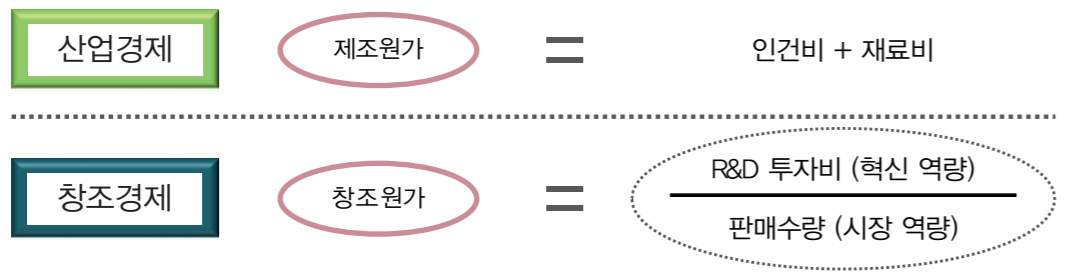 산업경제
제조원가
=
인건비 + 재료비
창조경제
창조원가
=
R&D 투자비 (혁신 역량)
판매수량 (시장 역량)